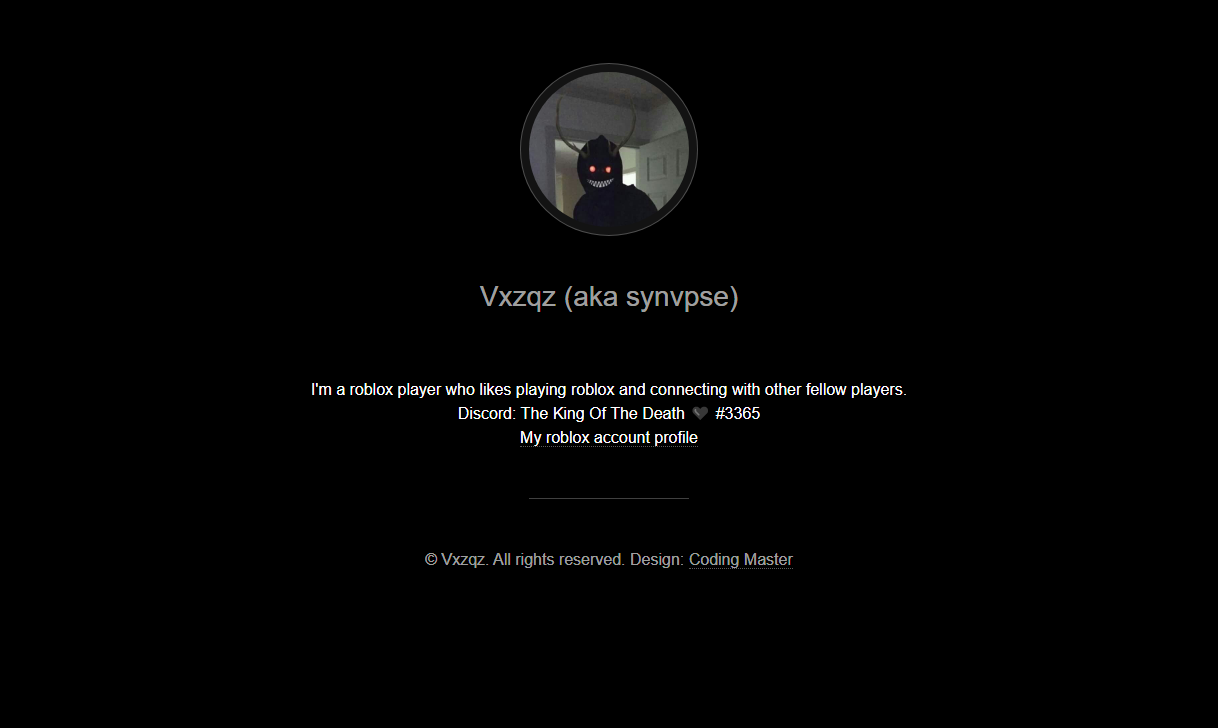 Vxzqz (aka synvpse)
I'm a roblox player who likes playing roblox and connecting with other fellow players.
Discord: The King Of The Death 🖤 #3365
My roblox account profile
© Vxzqz. All rights reserved. Design: Coding Master